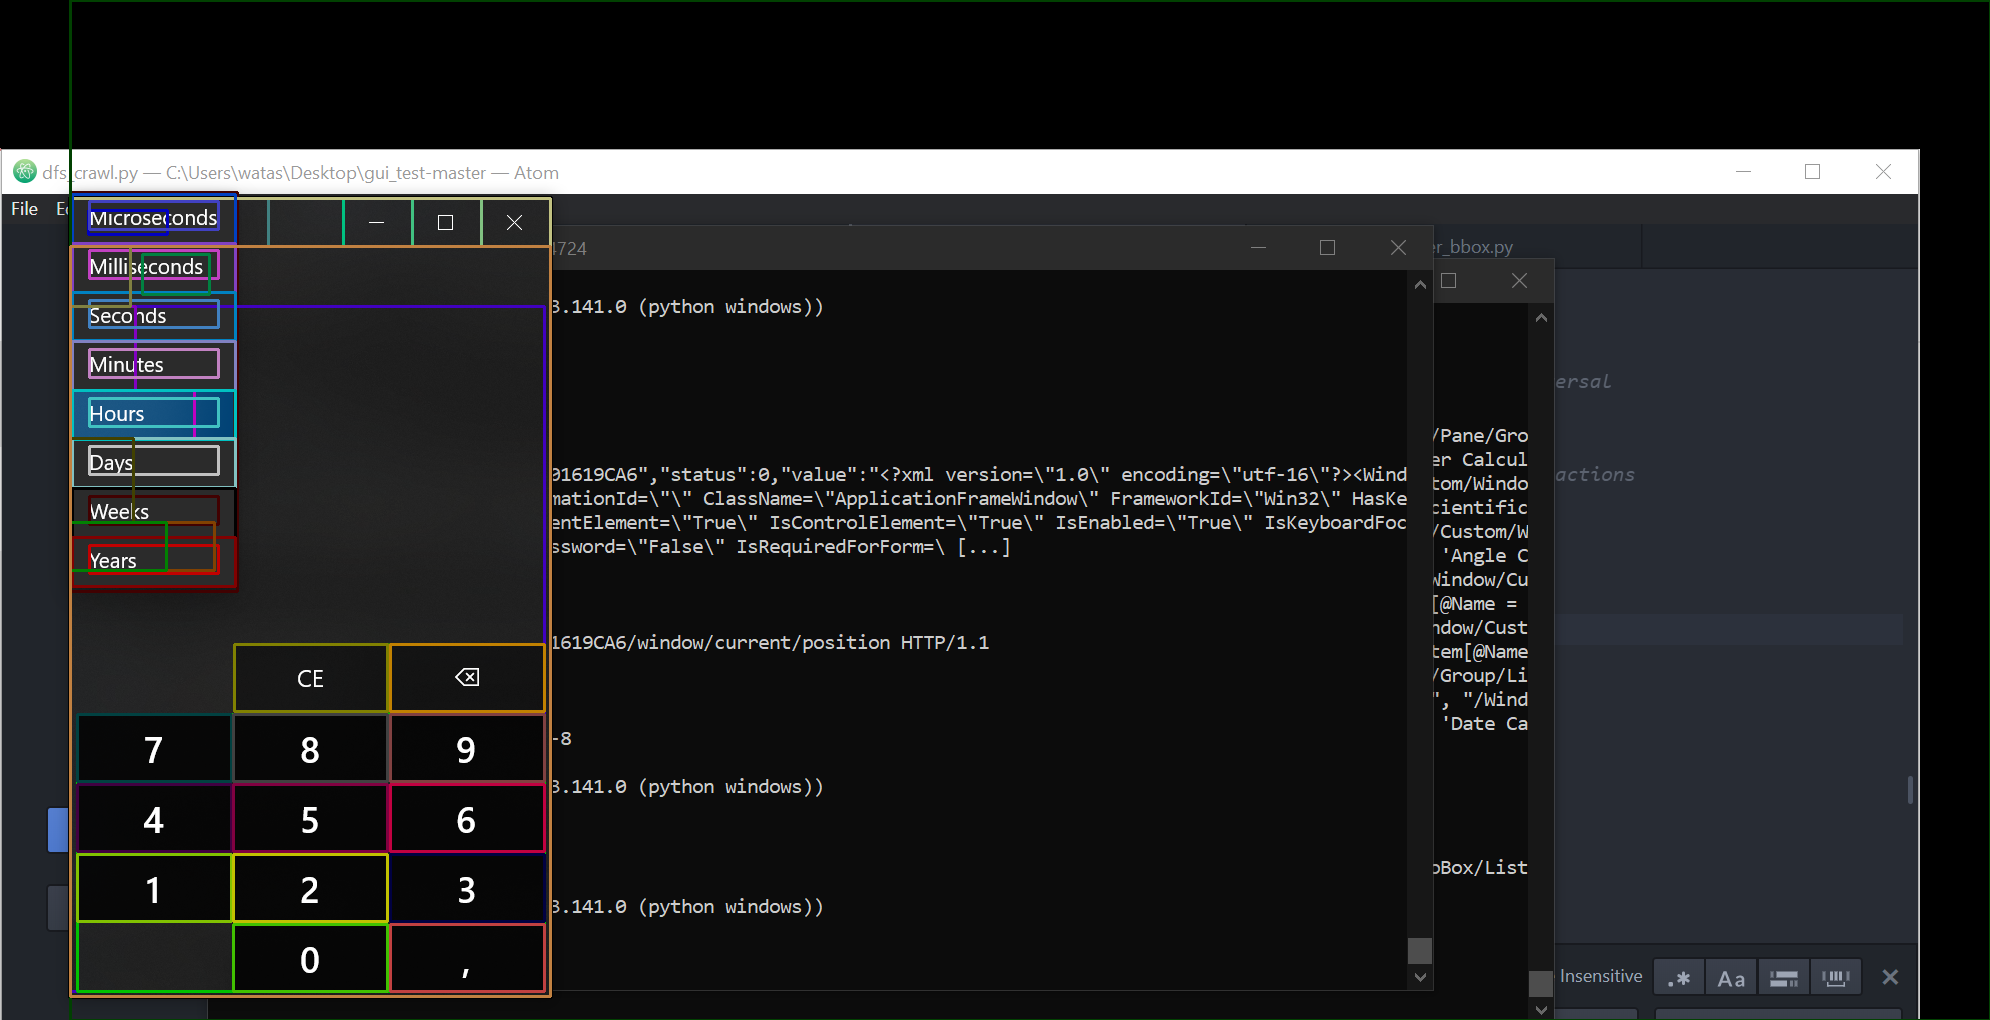 dfs_crawl.py — C:\Users\watas\Desktop\gui_test-master — Atom
File
Microseconds
Milliseconds
Seconds
Minutes
Hours
Days
Weeks
Years
CE
7 8 9
4 5 6
1 2 3
0 ,
4724
3.141.0 (python windows))
01619CA6","status":0,"value":"<?xml version=\"1.0\" encoding=\"utf-16\"?><Wind
mationId=\"\" ClassName=\"ApplicationFrameWindow\" FrameworkId=\"Win32\" HasKe
entElement=\"True\" IsControlElement=\"True\" IsEnabled=\"True\" IsKeyboardFoc
ssword=\"False\" IsRequiredForForm=\ [...]
1619CA6/window/current/position HTTP/1.1
-8
3.141.0 (python windows))
3.141.0 (python windows))
er_bbox.py
/Pane/Gro
er Calcul
tom/Windo
cientific
/Custom/W
'Angle C
Window/Cu
[@Name =
ndow/Cust
tem[@Name
/Group/Li
", "/Wind
'Date Ca
oBox/List
ersal
actions
Insensitive
.* Aa